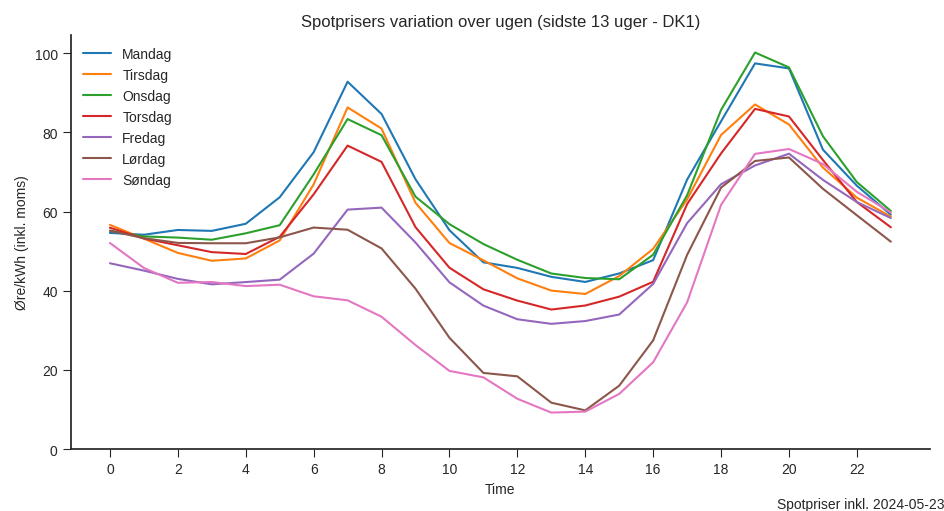 Spotprisers variation over ugen (sidste 13 uger - DK1)
Mandag
Tirsdag
Onsdag
Torsdag
Fredag
Lørdag
Søndag
Øre/kWh (inkl. moms)
100
80
60
40
20
0
0 2 4 6 8 10 12 14 16 18 20 22
Time
Spotpriser inkl. 2024-05-23